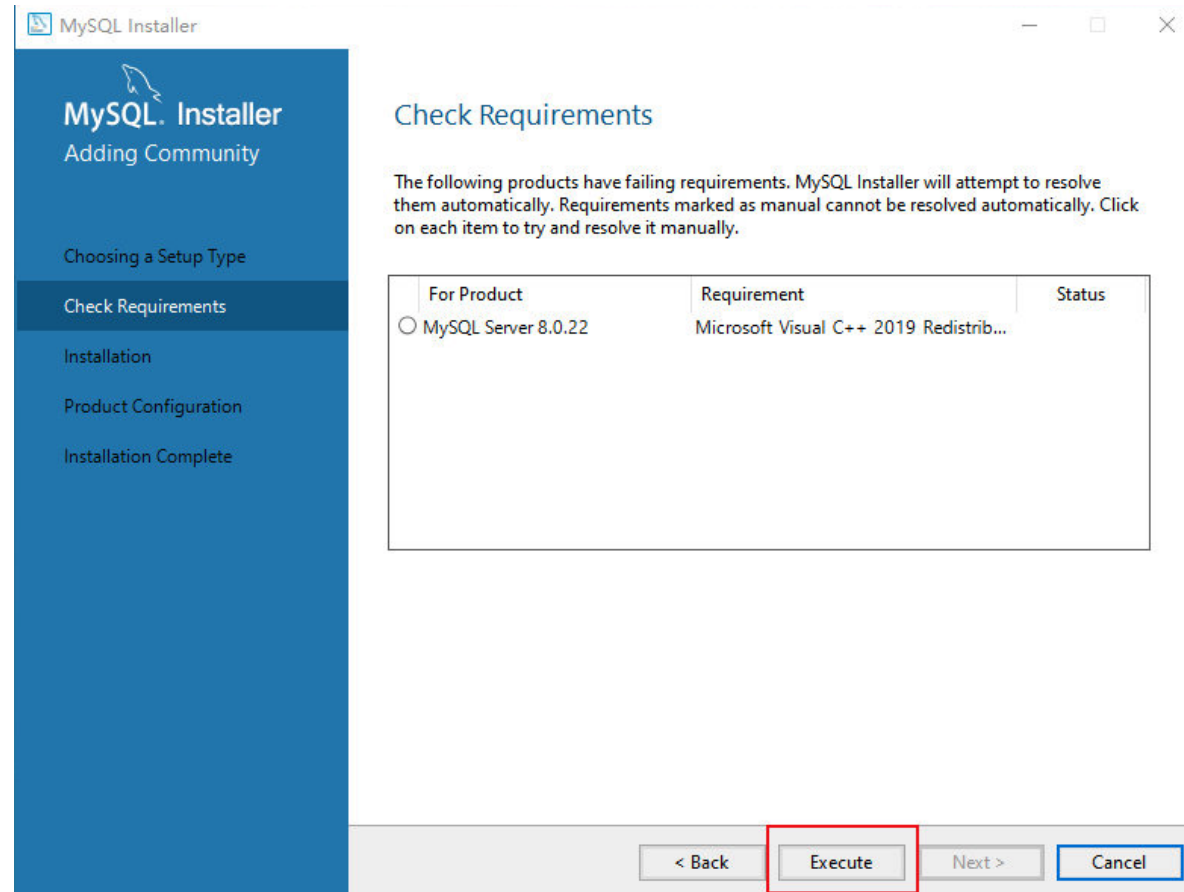 MySQL Installer
MySQL. Installer
Adding Community
Choosing a Setup Type
Check Requirements
Installation
Product Configuration
Installation Complete
Check Requirements
The following products have failing requirements. MySQL Installer will attempt to resolve
them automatically. Requirements marked as manual cannot be resolved automatically. Click
on each item to try and resolve it manually.
For Product Requirement Status
MySQL Server 8.0.22 Microsoft Visual C++ 2019 Redistrib...
< Back Execute Next > Cancel